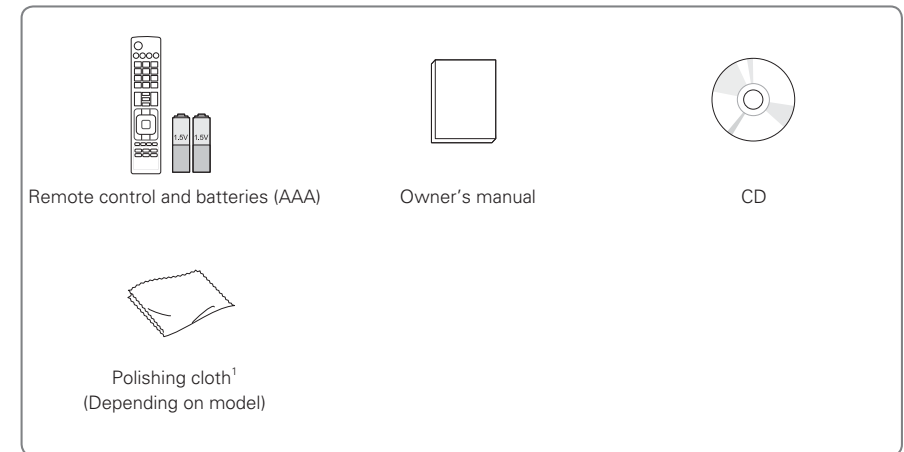 1.5V 1.5V
Remote control and batteries (AAA)
Owner's manual
CD
Polishing cloth¹
(Depending on model)